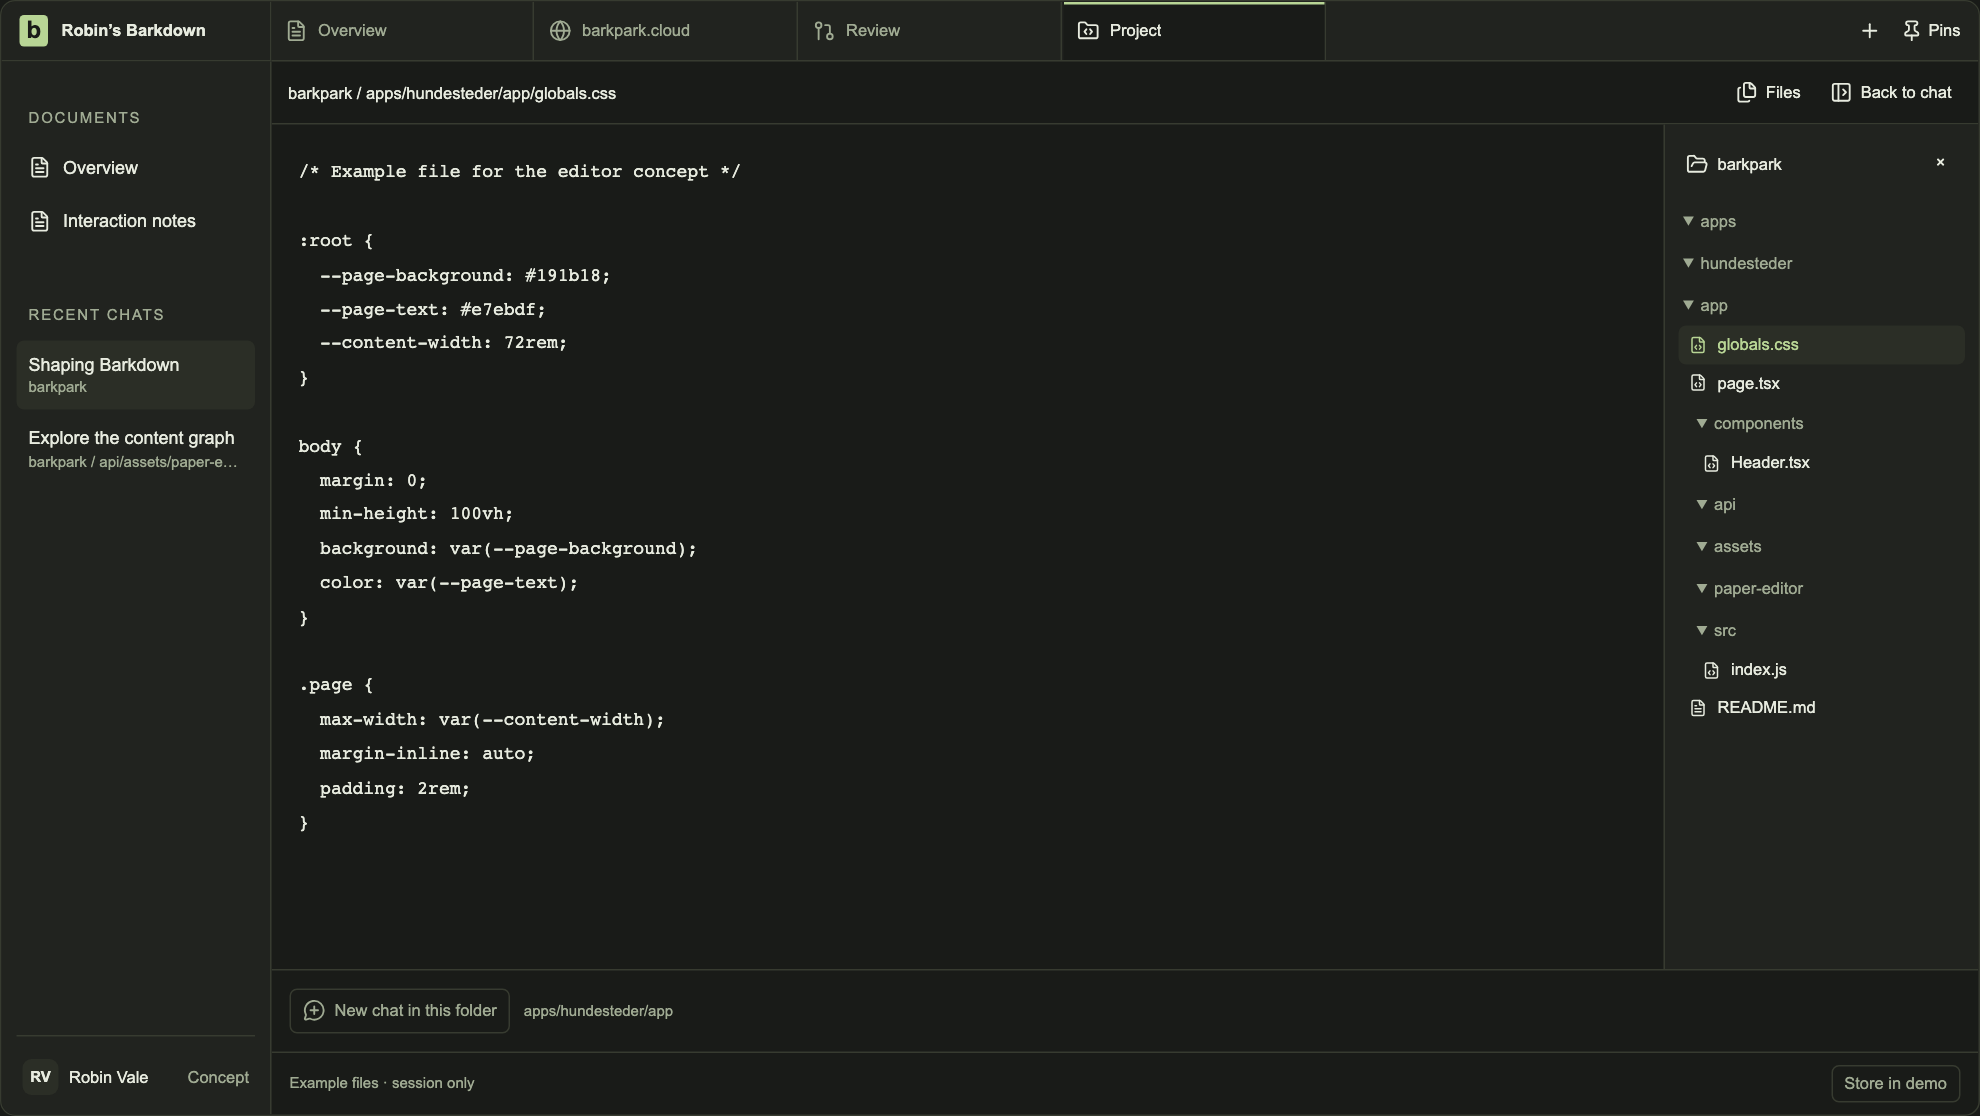 b Robin’s Barkdown
Overview
barkpark.cloud
Review
Project
Pins
DOCUMENTS
Overview
Interaction notes
RECENT CHATS
Shaping Barkdown
barkpark
Explore the content graph
barkpark / api/assets/paper-e…
RV Robin Vale Concept
barkpark / apps/hundesteder/app/globals.css
Files
Back to chat
/* Example file for the editor concept */
:root {
--page-background: #191b18;
--page-text: #e7ebdf;
--content-width: 72rem;
}
body {
margin: 0;
min-height: 100vh;
background: var(--page-background);
color: var(--page-text);
}
.page {
max-width: var(--content-width);
margin-inline: auto;
padding: 2rem;
}
barkpark ×
apps
hundesteder
app
globals.css
page.tsx
components
Header.tsx
api
assets
paper-editor
src
index.js
README.md
New chat in this folder apps/hundesteder/app
Example files · session only
Store in demo